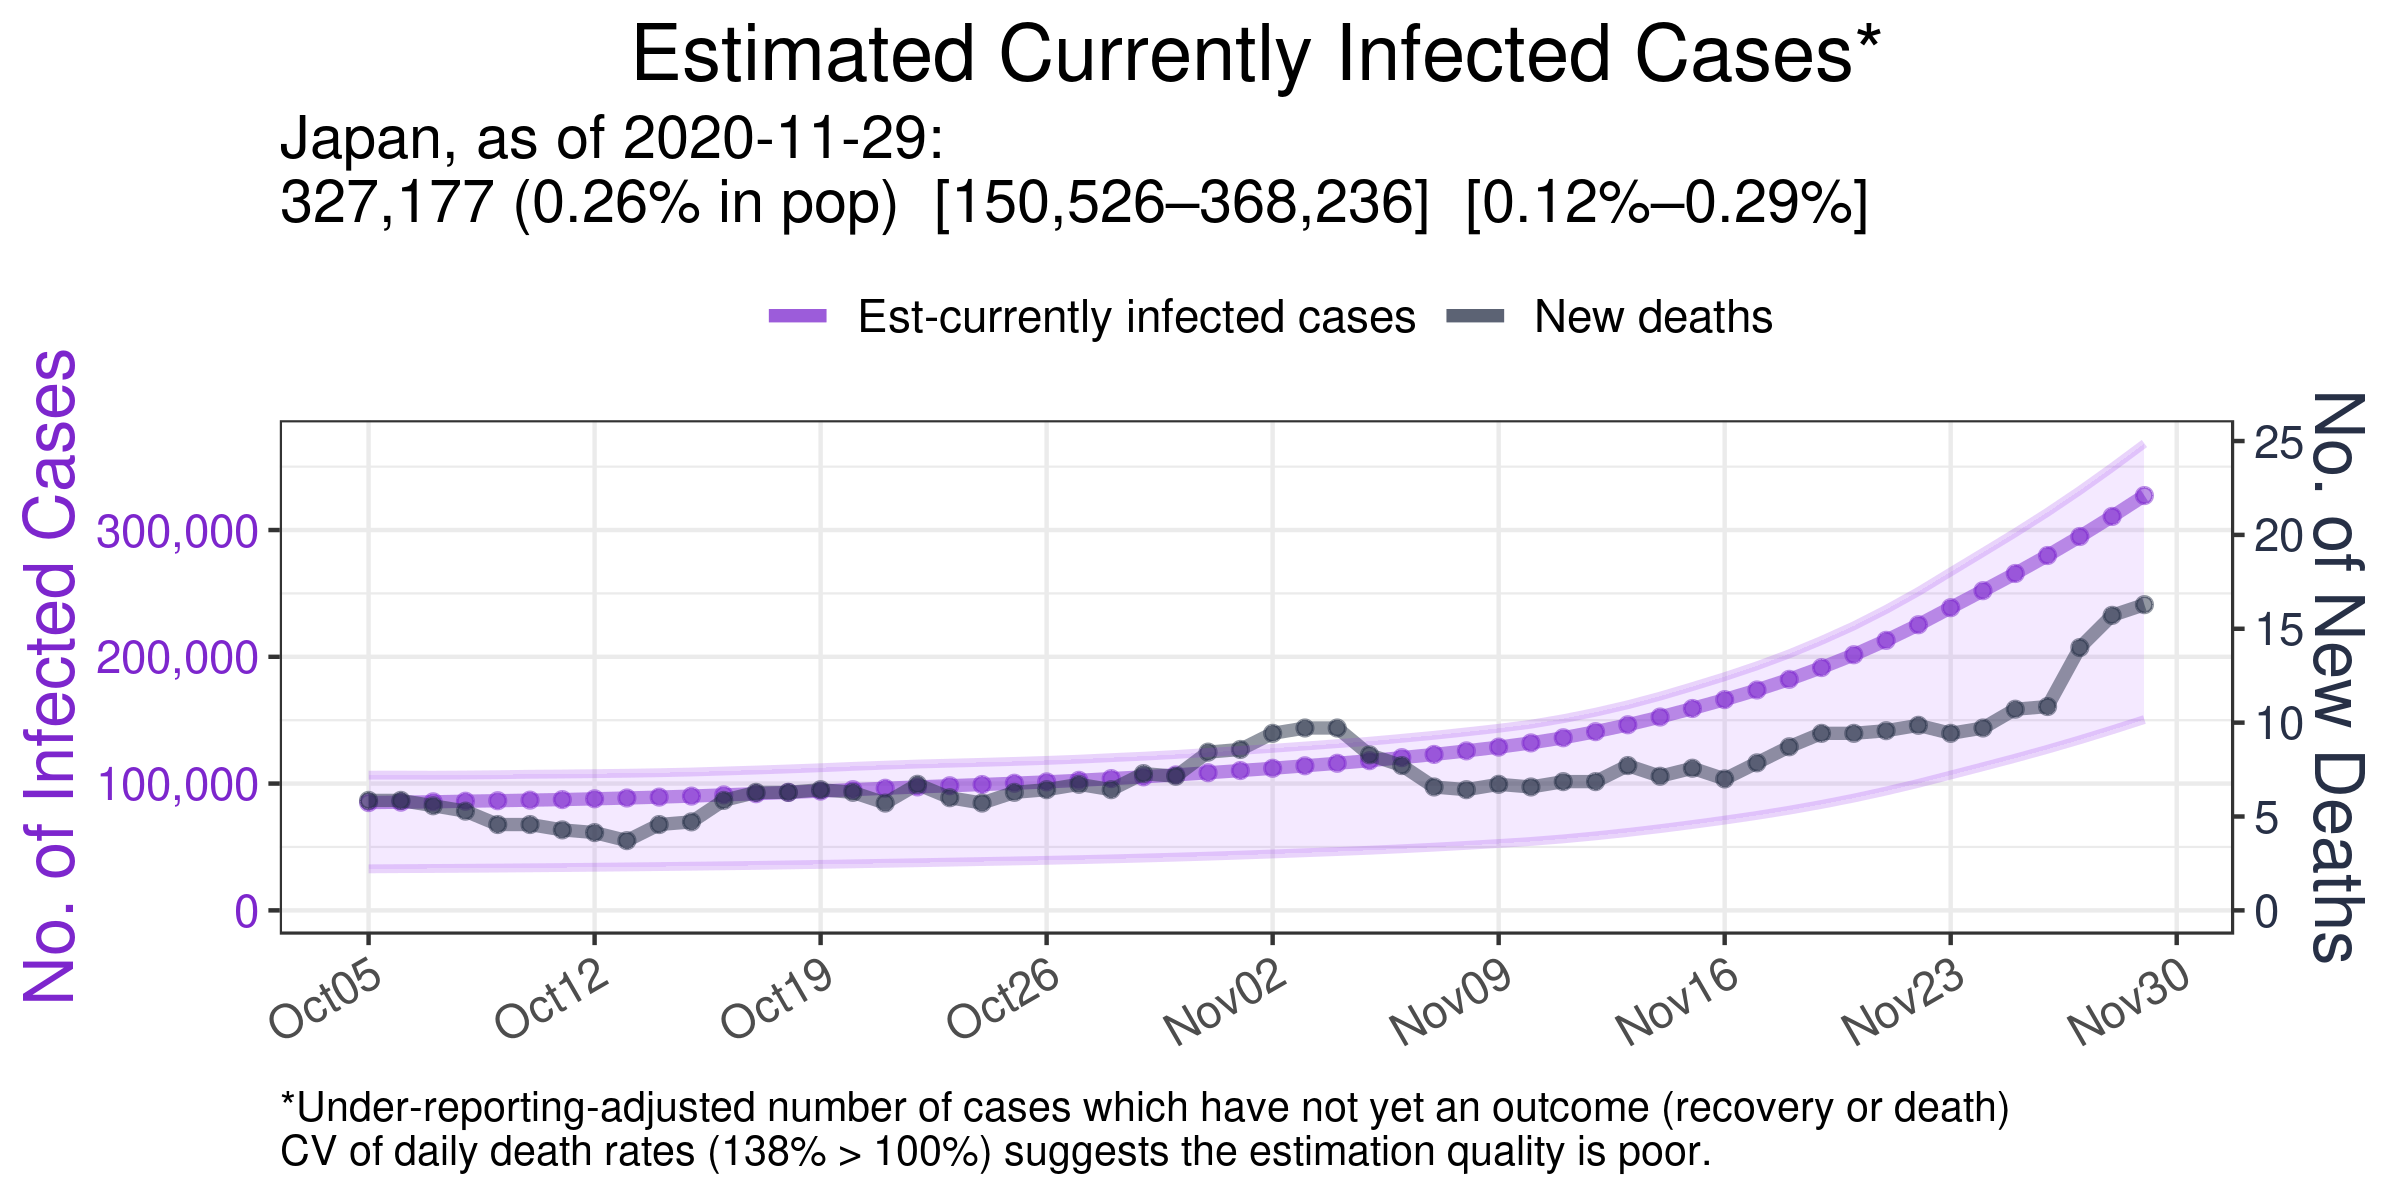 Estimated Currently Infected Cases*
Japan, as of 2020-11-29:
327,177 (0.26% in pop)  [150,526–368,236]  [0.12%–0.29%]
Est-currently infected cases
New deaths
No. of Infected Cases
300,000
200,000
100,000
0
25
20
15
10
5
0
No. of New Deaths
Oct05
Oct12
Oct19
Oct26
Nov02
Nov09
Nov16
Nov23
Nov30
*Under-reporting-adjusted number of cases which have not yet an outcome (recovery or death)
CV of daily death rates (138% > 100%) suggests the estimation quality is poor.